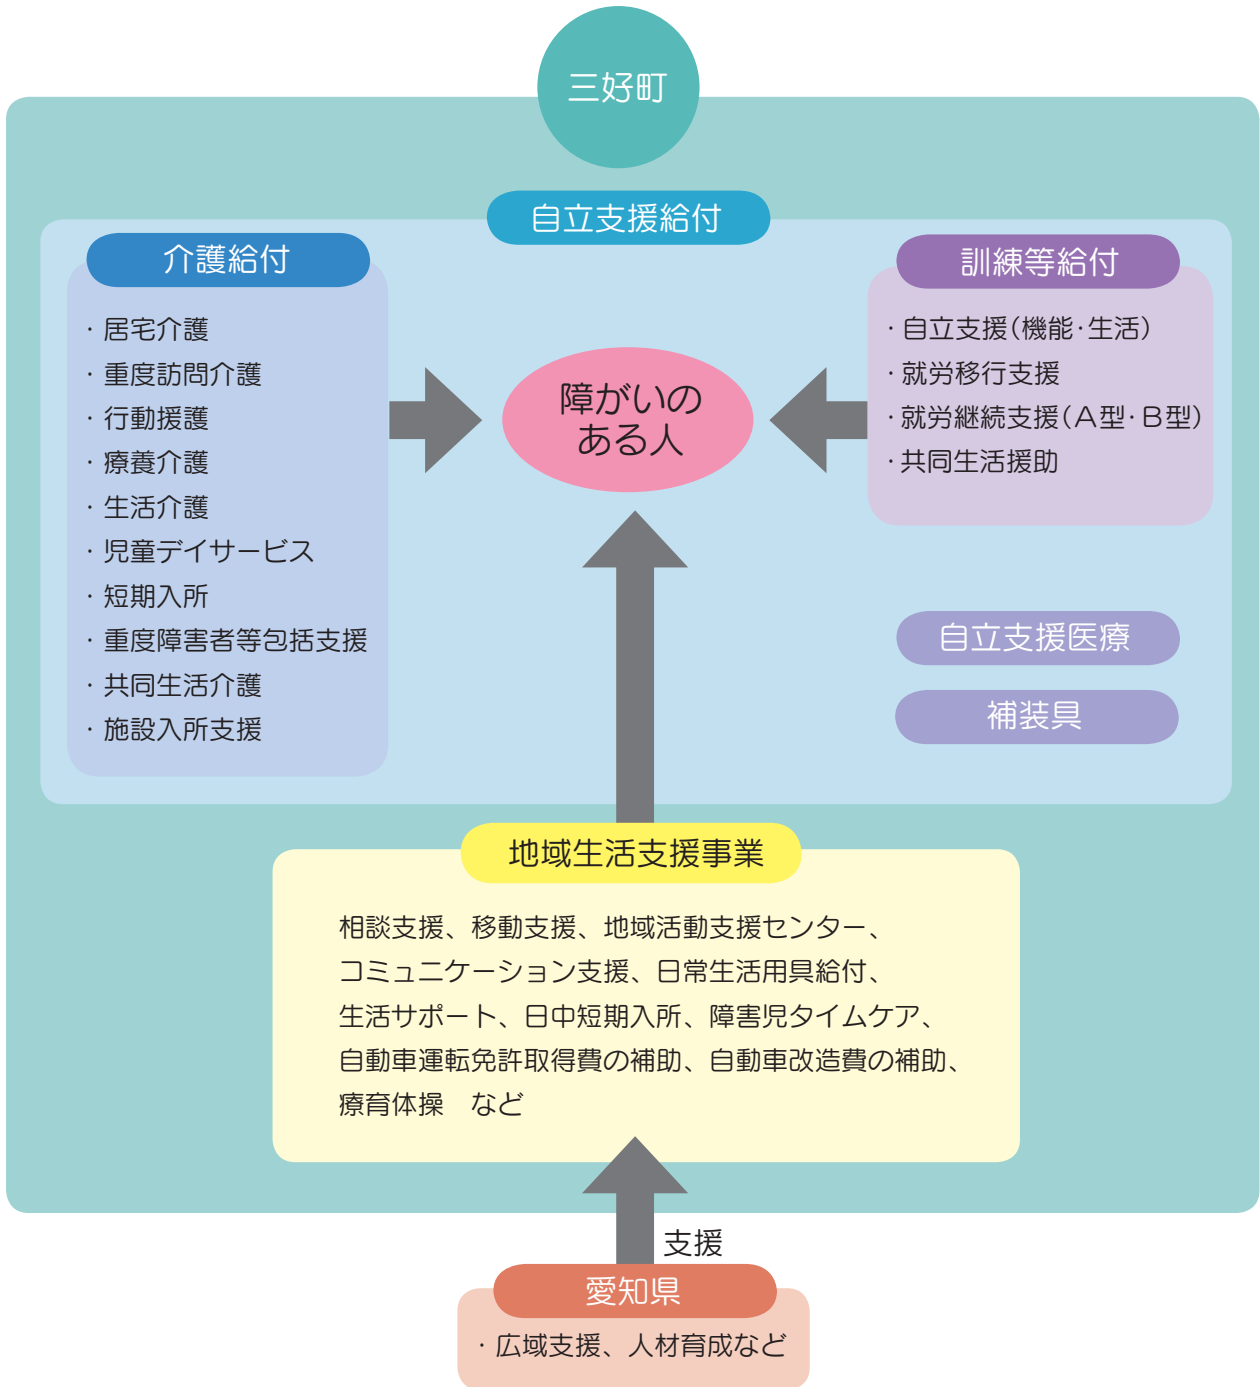 三好町
自立支援給付
介護給付
・居宅介護
・重度訪問介護
・行動援護
・療養介護
・生活介護
・児童デイサービス
・短期入所
・重度障害者等包括支援
・共同生活介護
・施設入所支援
障がいの
ある人
訓練等給付
・自立支援（機能・生活）
・就労移行支援
・就労継続支援（A型・B型）
・共同生活援助
自立支援医療
補装具
地域生活支援事業
相談支援、移動支援、地域活動支援センター、
コミュニケーション支援、日常生活用具給付、
生活サポート、日中短期入所、障害児タイムケア、
自動車運転免許取得費の補助、自動車改造費の補助、
療育体操　など
支援
愛知県
・広域支援、人材育成など